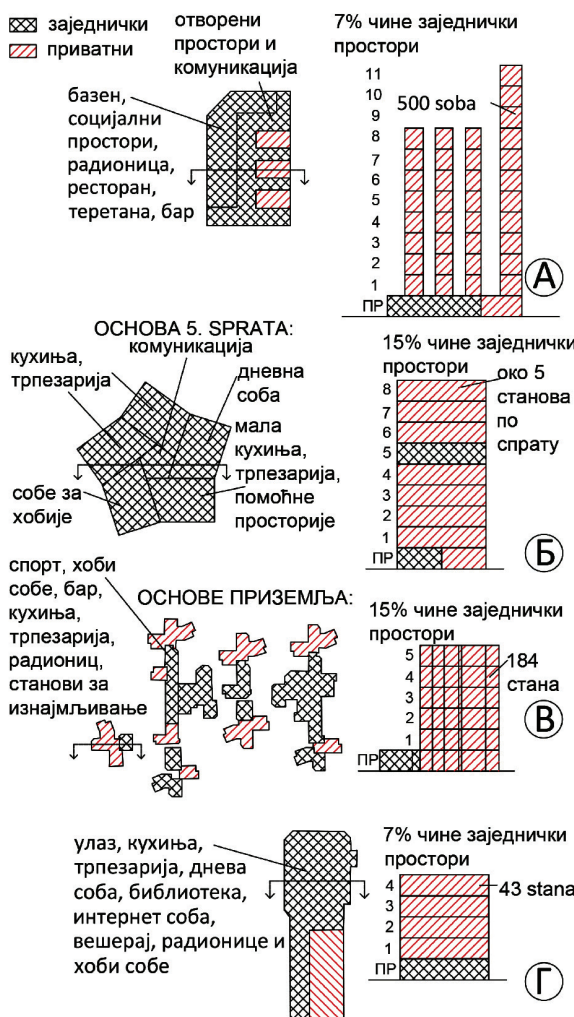 заједнички
приватни
отворени
простори и
комуникација
базен,
социјални
простори,
радионица,
ресторан,
теретана, бар
7% чине заједнички
простори
11
10
9
8
7
6
5
4
3
2
1
ПР
500 soba
А
ОСНОВА 5. SPRATA:
комуникација
кухиња,
трпезарија
дневна
соба
мала
кухиња,
трпезарија,
помоћне
просторије
собе за
хобије
15% чине заједнички
простори
8
7
6
5
4
3
2
1
ПР
око 5
станова
по
спрату
Б
спорт, хоби
собе, бар,
кухиња,
трпезарија,
радиониц,
станови за
изнајмљивање
ОСНОВЕ ПРИЗЕМЉА:
15% чине заједнички
простори
5
4
3
2
1
ПР
184
стана
В
улаз, кухиња,
трпезарија, днева
соба, библиотека,
интернет соба,
вешерај, радионице и
хоби собе
7% чине заједнички
простори
4
3
2
1
ПР
43 stana
Г